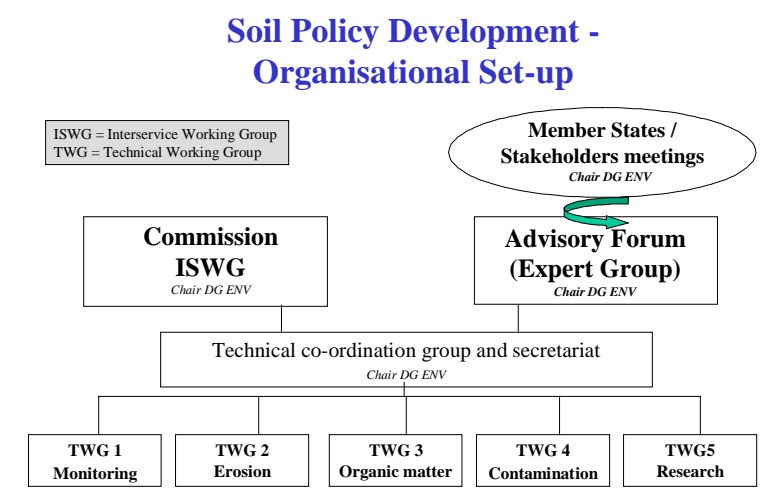 Soil Policy Development -
Organisational Set-up
ISWG = Interservice Working Group
TWG = Technical Working Group
Member States /
Stakeholders meetings
Chair DG ENV
Commission
ISWG
Chair DG ENV
Advisory Forum
(Expert Group)
Chair DG ENV
Technical co-ordination group and secretariat
Chair DG ENV
TWG 1
Monitoring
TWG 2
Erosion
TWG 3
Organic matter
TWG 4
Contamination
TWG5
Research